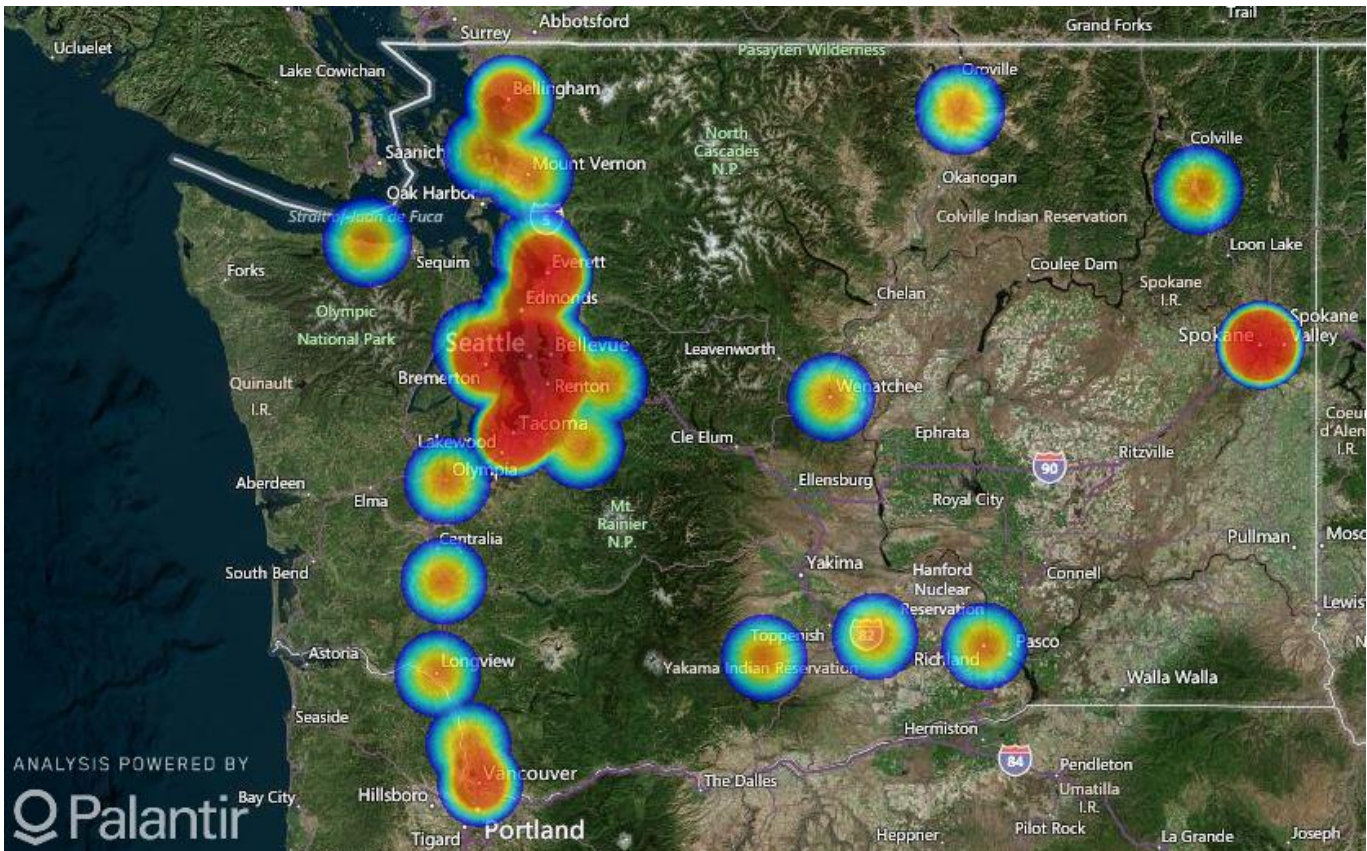 Trail
Abbotsford
Grand Forks
Surrey
Ucluelet
Pasayten Wilderness
Lake Cowichan
Oroville
Bellingham
North
Cascades
N.P.
Colville
Saanich
Mount Vernon
Okanogan
Oak Harbor
Strait of Juan de Fuca
5
Colville Indian Reservation
Loon Lake
Forks
Sequim
Everett
Coulee Dam
Spokane
I.R.
Chelan
Edmonds
Olympic
National Park
Spokane
Spokane
Valley
Seattle
Bellevue
Leavenworth
Bremerton
Renton
Wenatchee
Quinault
I.R.
Tacoma
Lakewood
Cle Elum
Ephrata
Coeur
d'Alen
I.R.
Ritzville
Olympia
90
Aberdeen
Elma
Ellensburg
Royal City
Mt.
Rainier
N.P.
Centralia
Pullman
Mosc
South Bend
Yakima
Hanford
Nuclear
Reservation
Connell
Lewis
Toppenish
82
Pasco
Astoria
Longview
Yakama Indian Reservation
Richland
Walla Walla
Seaside
Hermiston
ANALYSIS POWERED BY
Palantir
84
Pendleton
Vancouver
The Dalles
Umatilla
I.R.
Bay City
Hillsboro
Portland
Tigard
Heppner
Pilot Rock
La Grande
Joseph